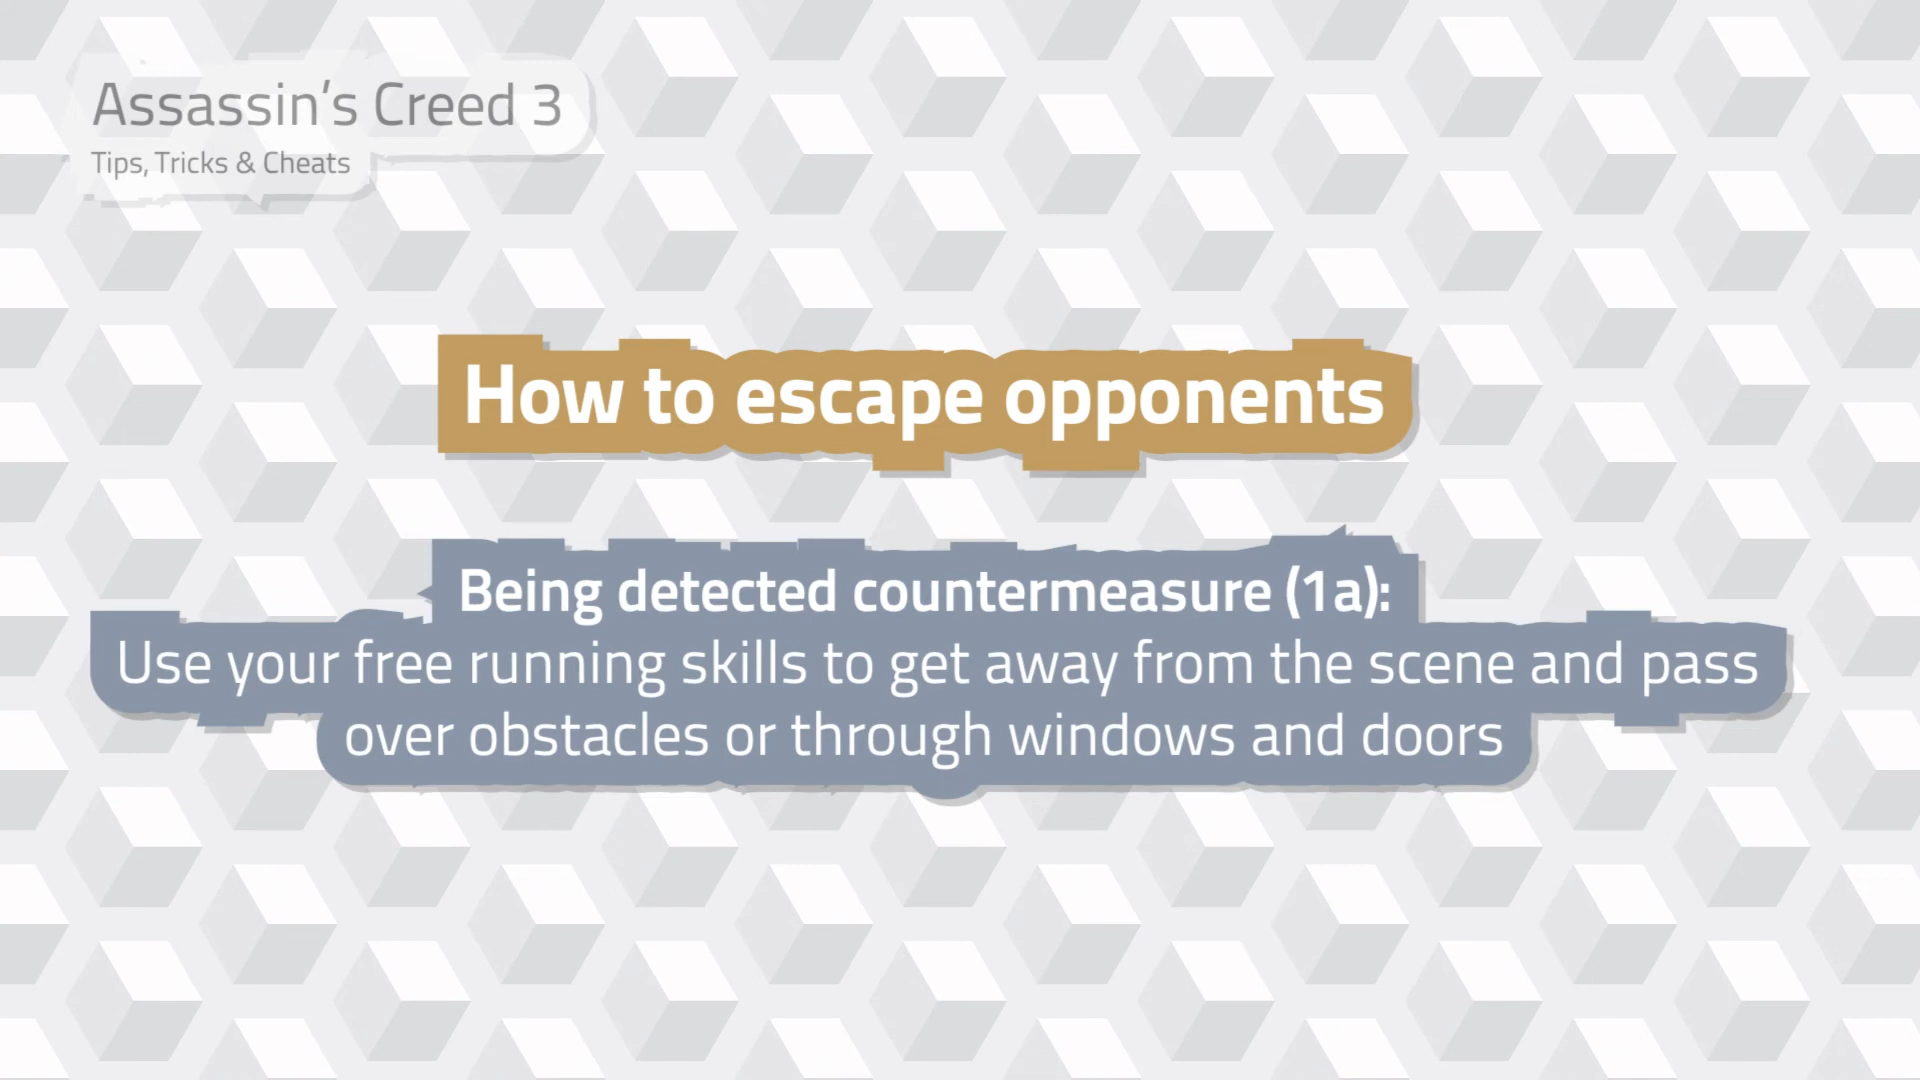 Assassin's Creed 3
Tips, Tricks & Cheats
How to escape opponents
Being detected countermeasure (1a):
Use your free running skills to get away from the scene and pass
over obstacles or through windows and doors